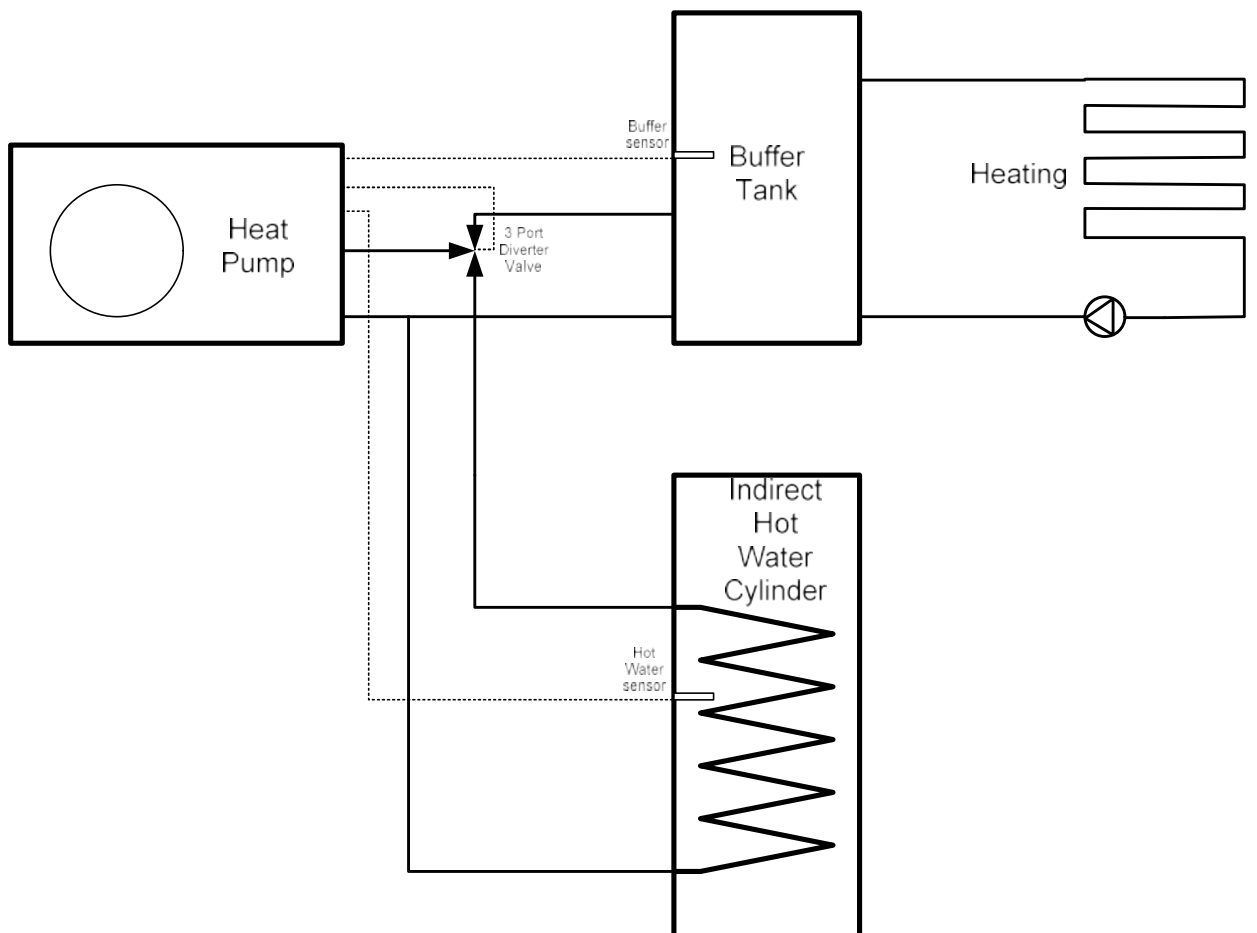 Buffer
sensor
Buffer
Tank
Heating
Heat
Pump
3 Port
Diverter
Valve
Indirect
Hot
Water
Cylinder
Hot
Water
sensor